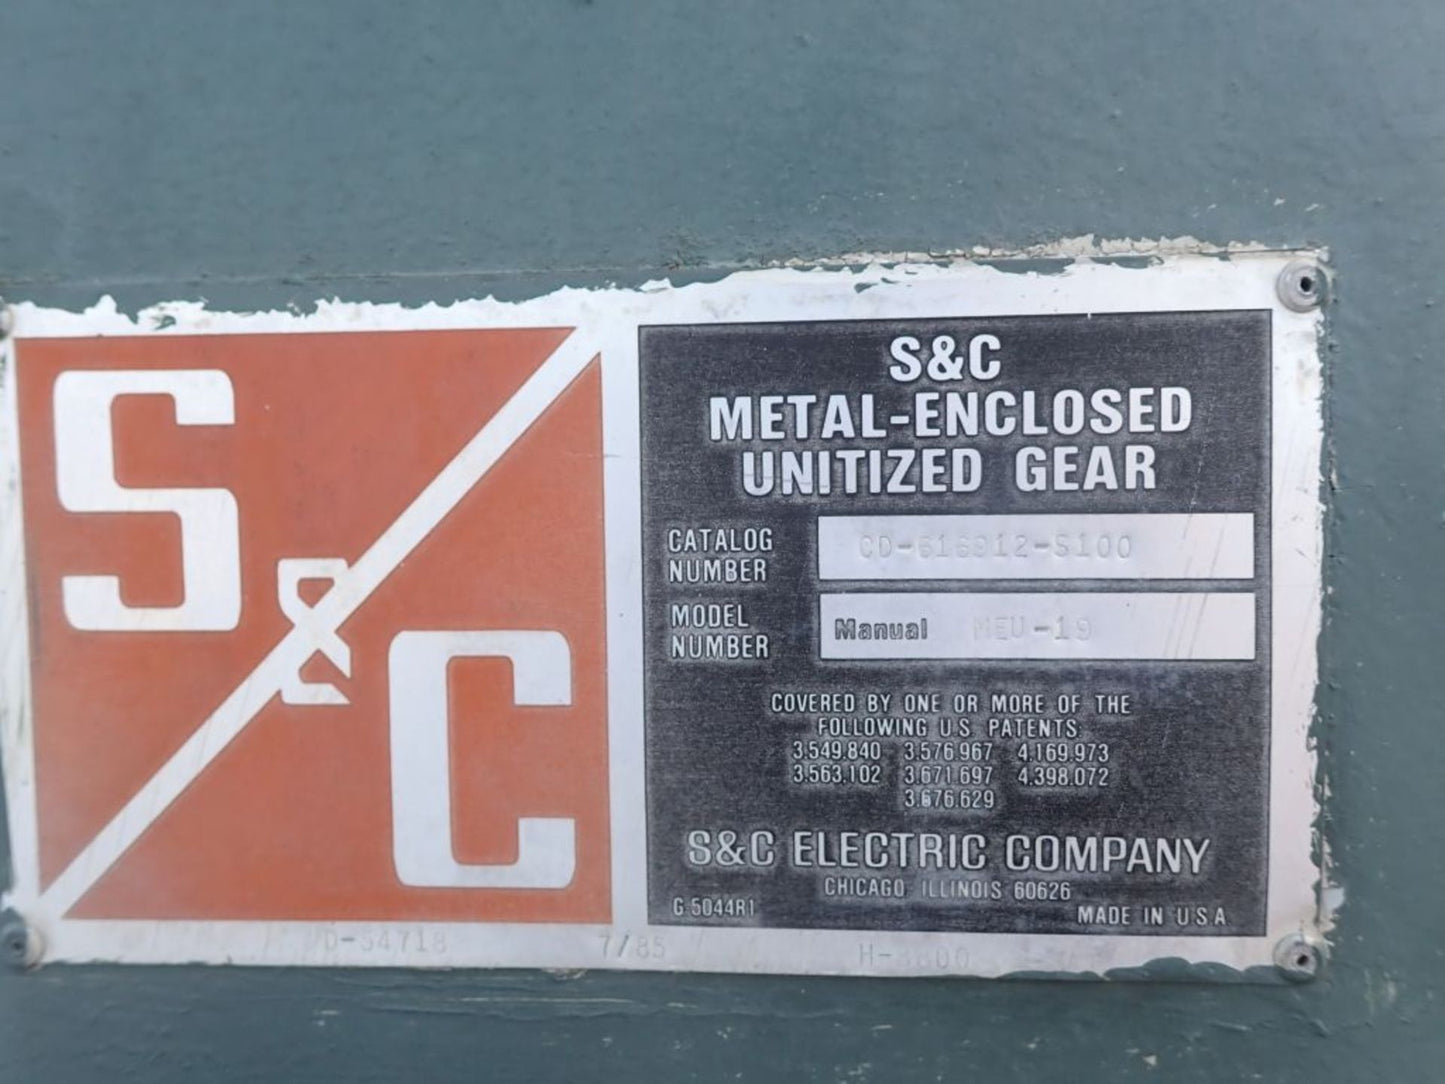 S&C
S&C
METAL-ENCLOSED
UNITIZED GEAR
CATALOG
NUMBER
MODEL
NUMBER
Manual MEU-19
COVERED BY ONE OR MORE OF THE
FOLLOWING U.S. PATENTS:
3,549,840 3,576,967 4,169,973
3,563,102 3,671,697 4,398,072
3,676,629
S&C ELECTRIC COMPANY
CHICAGO, ILLINOIS 60626
G-5044R1 MADE IN U.S.A.
7/85